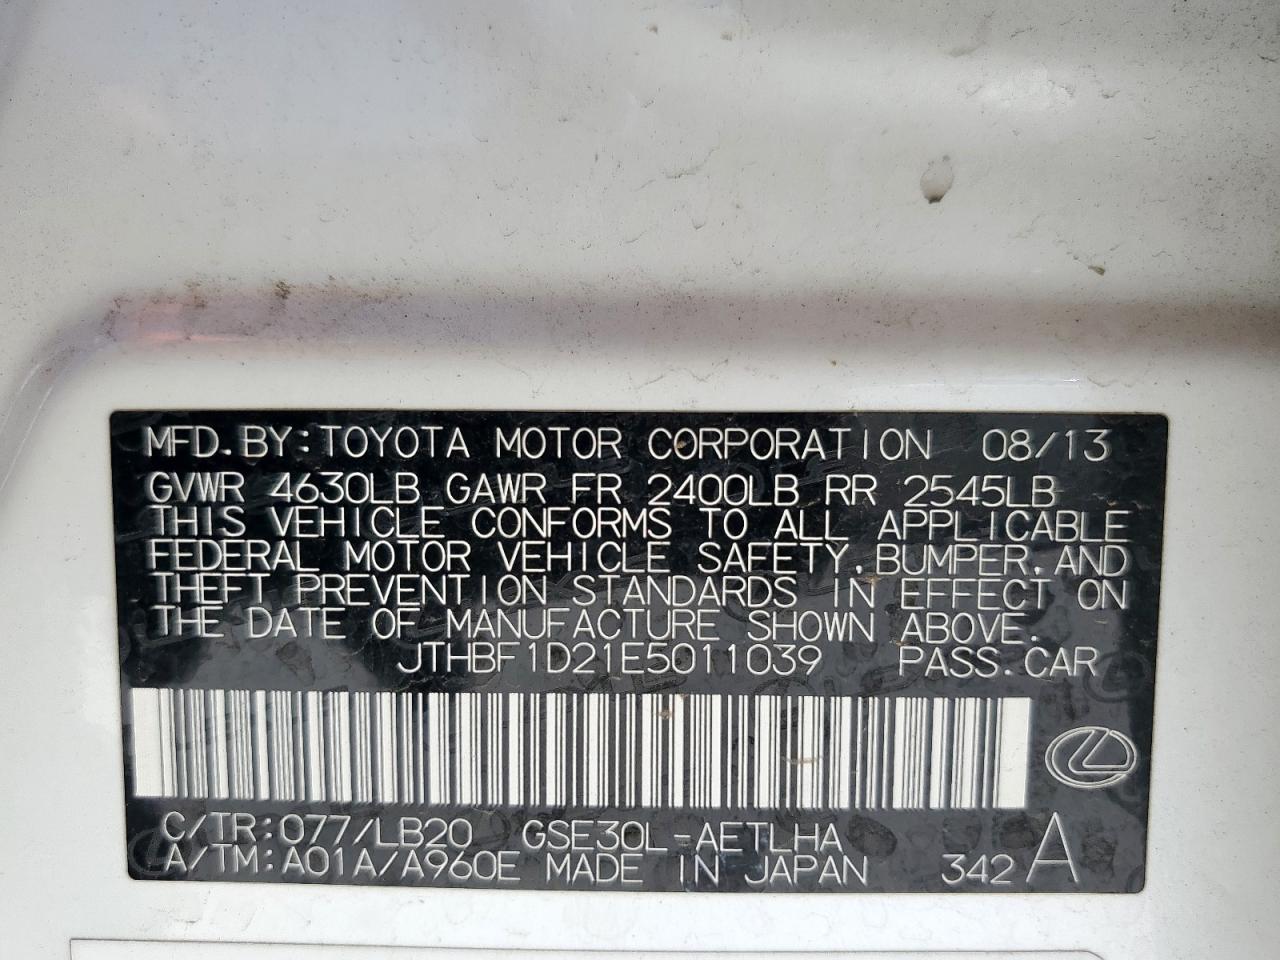 MFD.BY:TOYOTA MOTOR CORPORATION 08/13
GVWR 4630LB GAWR FR 2400LB RR 2545LB
THIS VEHICLE CONFORMS TO ALL APPLICABLE
FEDERAL MOTOR VEHICLE SAFETY,BUMPER,AND
THEFT PREVENTION STANDARDS IN EFFECT ON
THE DATE OF MANUFACTURE SHOWN ABOVE.
JTHBF1D21E5011039 PASS.CAR
C/TR:077/LB20 GSE30L-AETLHA
A/TM:A01A/A960E MADE IN JAPAN 342 A